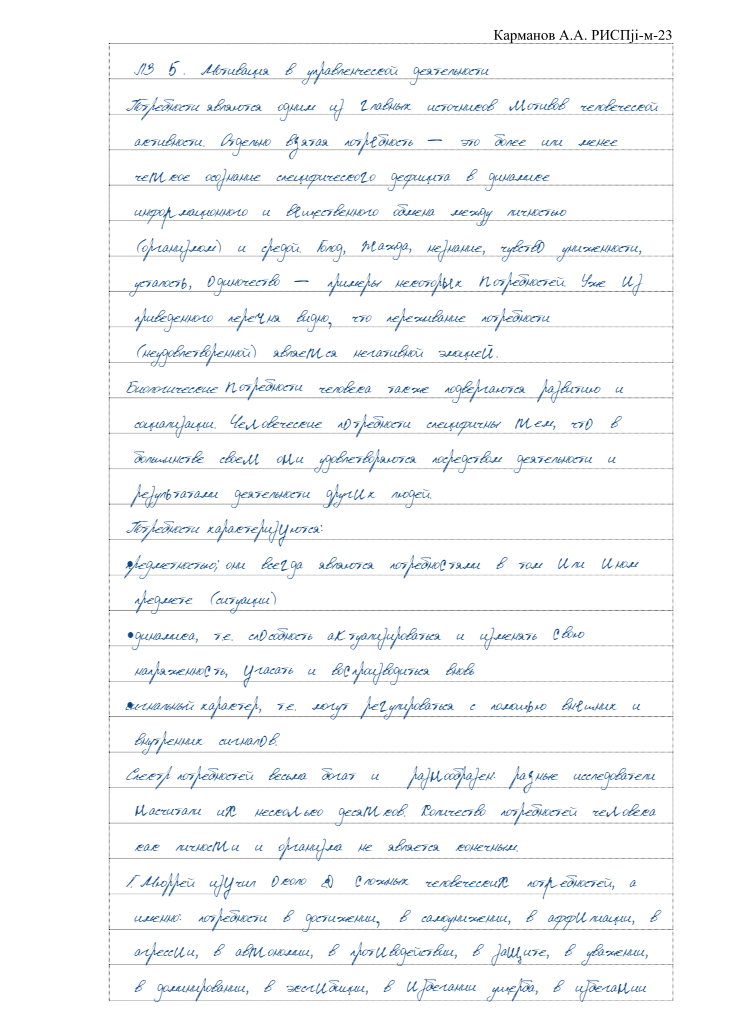 Карманов А.А. РИСПji-м-23
ПЗ 5. Мотивация в управленческой деятельности
Потребности являются одним из главных источников мотивов человеческой
активности. Отдельно взятая потребность — это более или менее
четкое осознание специфического дефицита в динамике
информационного и вещественного обмена между личностью
(организмом) и средой. Голод, жажда, незнание, чувство униженности,
усталость, одиночество — примеры некоторых потребностей. Уже из
приведенного перечня видно, что переживание потребности
(неудовлетворенной) является негативной эмоцией.
Биологические потребности человека также подвергаются развитию и
социализации. Человеческие потребности специфичны тем, что в
большинстве своем они удовлетворяются посредством деятельности и
результатами деятельности других людей.
Потребности характеризуются:
•предметностью; они всегда являются потребностями в том или ином
предмете (ситуации)
•динамика, т.е. способность актуализироваться и изменять свою
напряженность, угасать и воспроизводиться вновь
•сигнальный характер, т.е. могут регулироваться с помощью внешних и
внутренних сигналов.
Спектр потребностей весьма богат и разнообразен: разные исследователи
насчитали их несколько десятков. Количество потребностей человека
как личности и организма не является конечным.
Г. Мюррей изучил около 20 сложных человеческих потребностей, а
именно: потребности в достижении, в самоунижении, в аффилиации, в
агрессии, в автономии, в противодействии, в защите, в уважении,
в доминировании, в эксгибиции, в избегании ущерба, в избегании